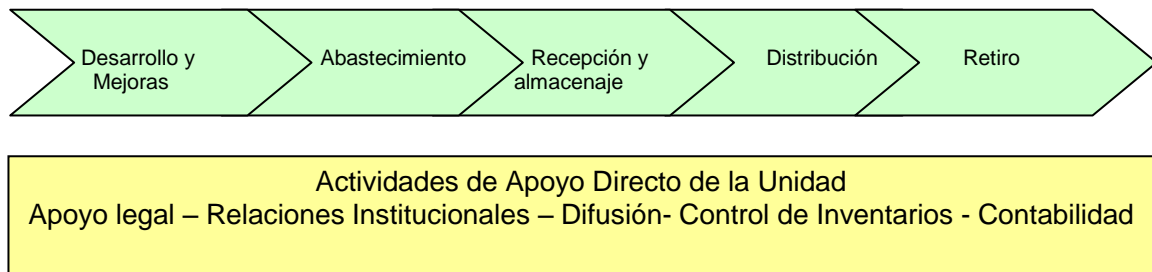 Desarrollo y
Mejoras
Abastecimiento
Recepción y
almacenaje
Distribución
Retiro
Actividades de Apoyo Directo de la Unidad
Apoyo legal – Relaciones Institucionales – Difusión- Control de Inventarios - Contabilidad